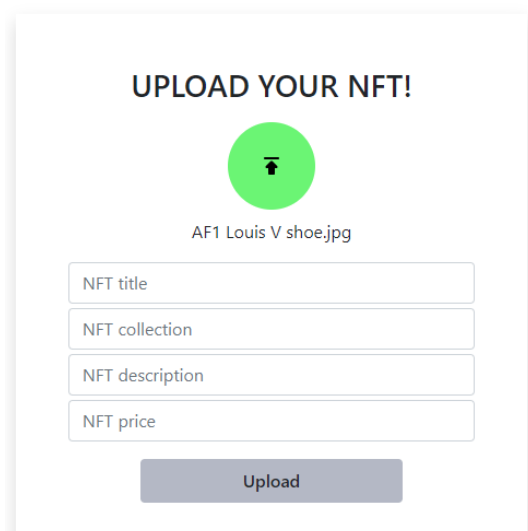 UPLOAD YOUR NFT!
AF1 Louis V shoe.jpg
NFT title
NFT collection
NFT description
NFT price
Upload